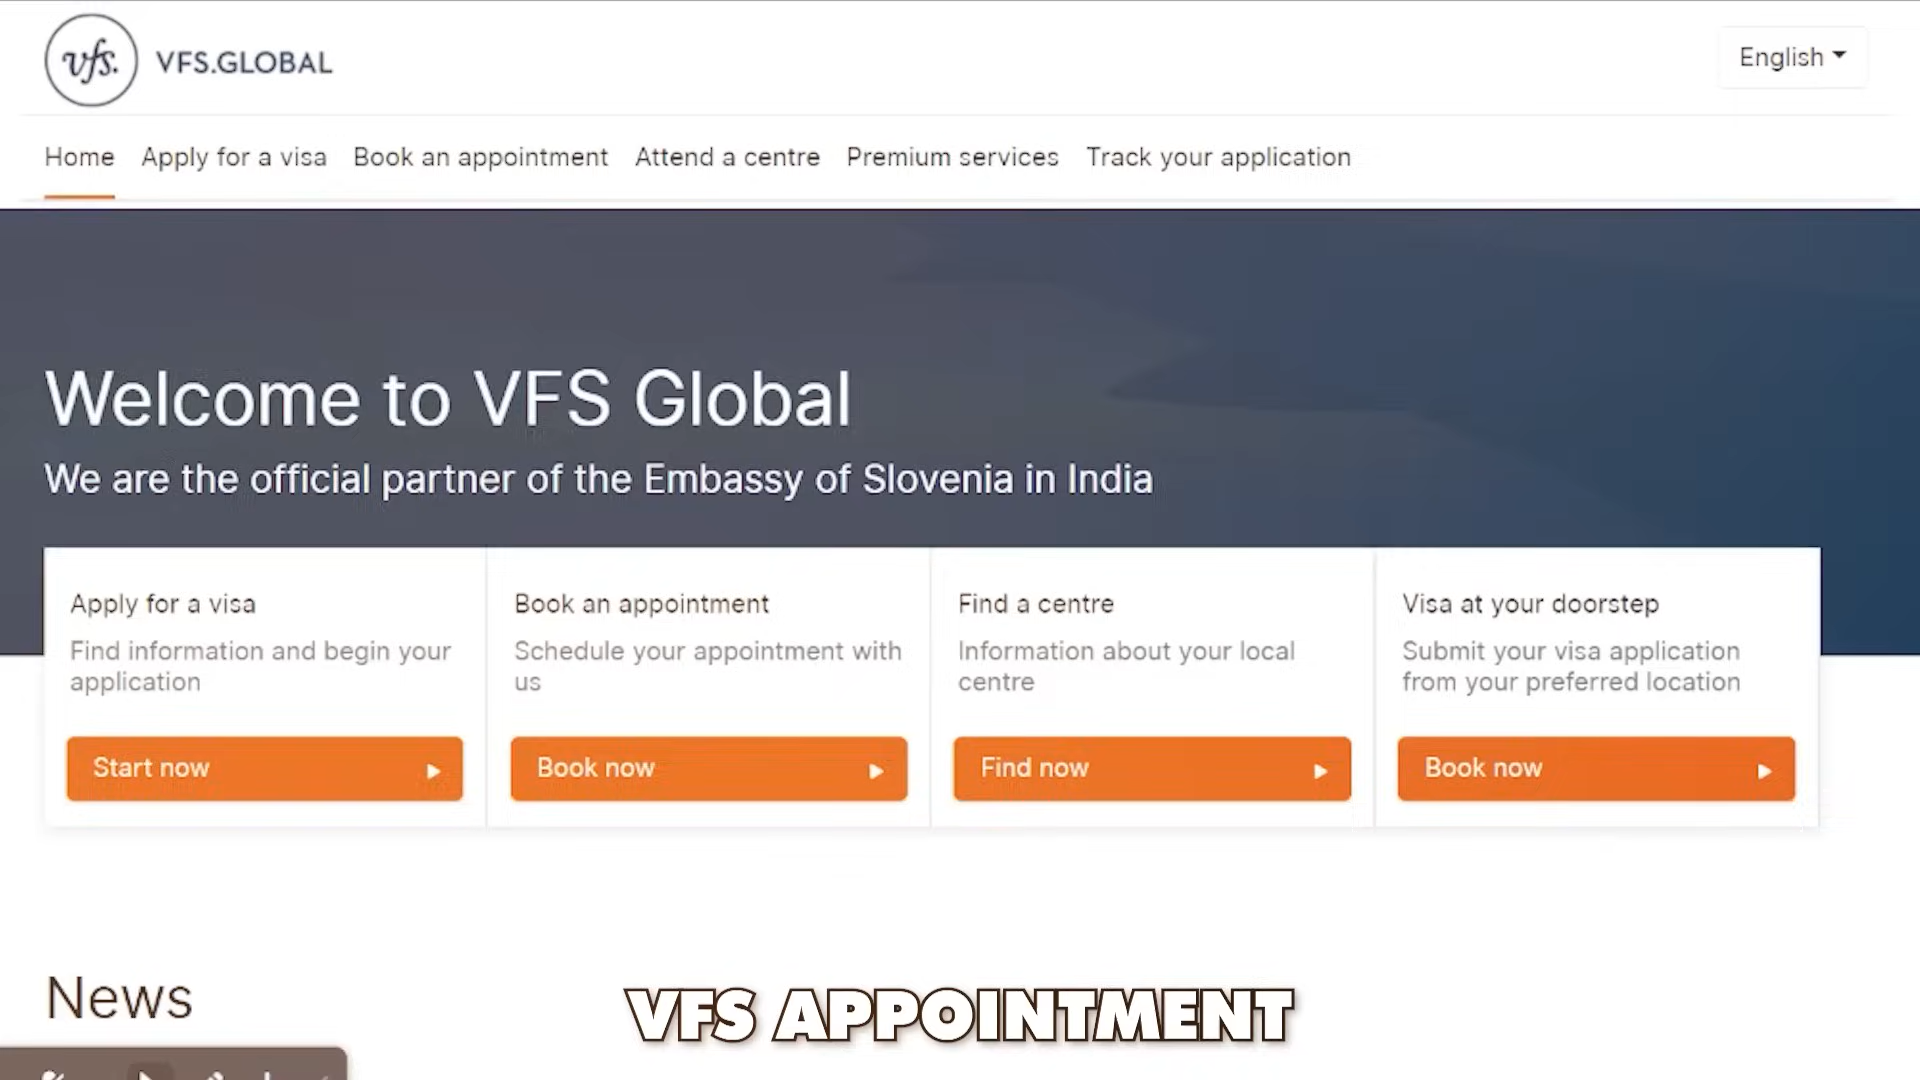 vfs. VFS.GLOBAL
English
Home Apply for a visa Book an appointment Attend a centre Premium services Track your application
Welcome to VFS Global
We are the official partner of the Embassy of Slovenia in India
Apply for a visa
Find information and begin your
application
Start now
Book an appointment
Schedule your appointment with
us
Book now
Find a centre
Information about your local
centre
Find now
Visa at your doorstep
Submit your visa application
from your preferred location
Book now
News
VFS APPOINTMENT